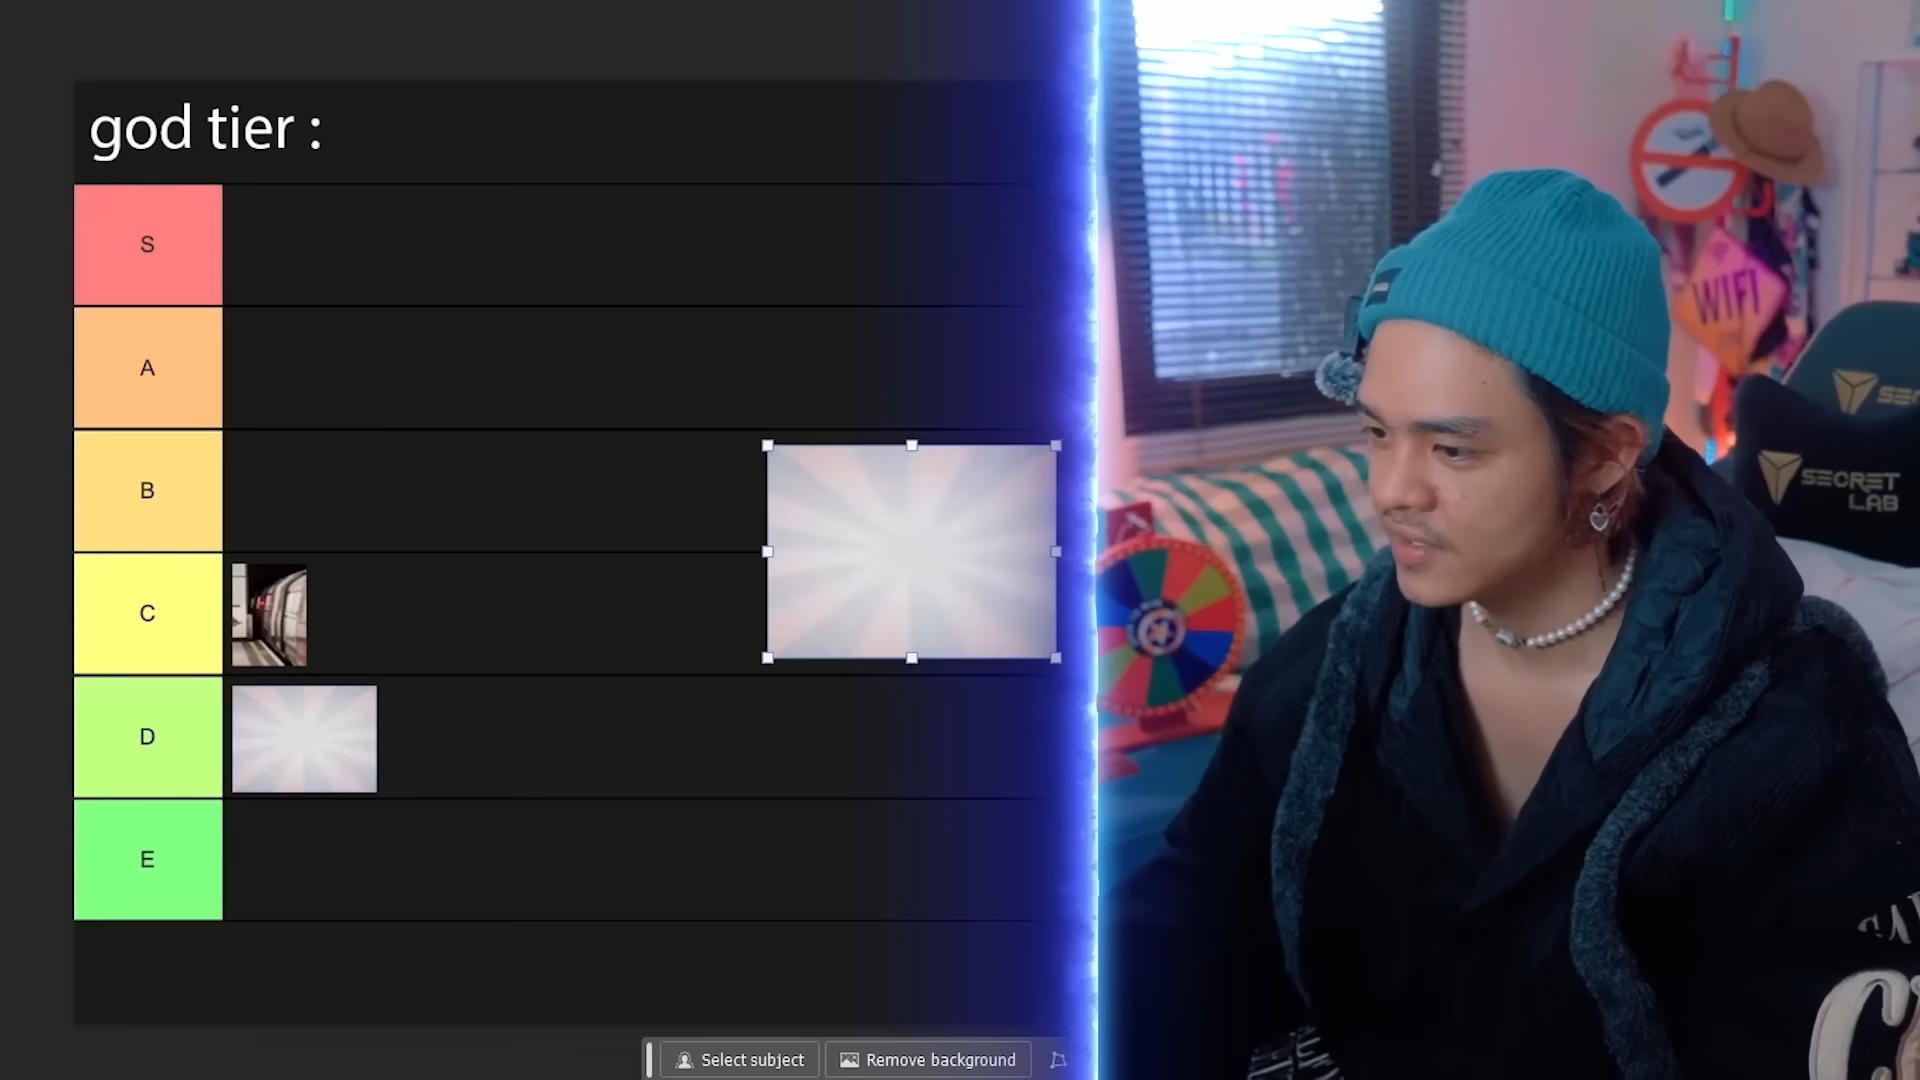 god tier :
S
A
B
C
D
E
Select subject
Remove background
WIFI
SECRET
LAB